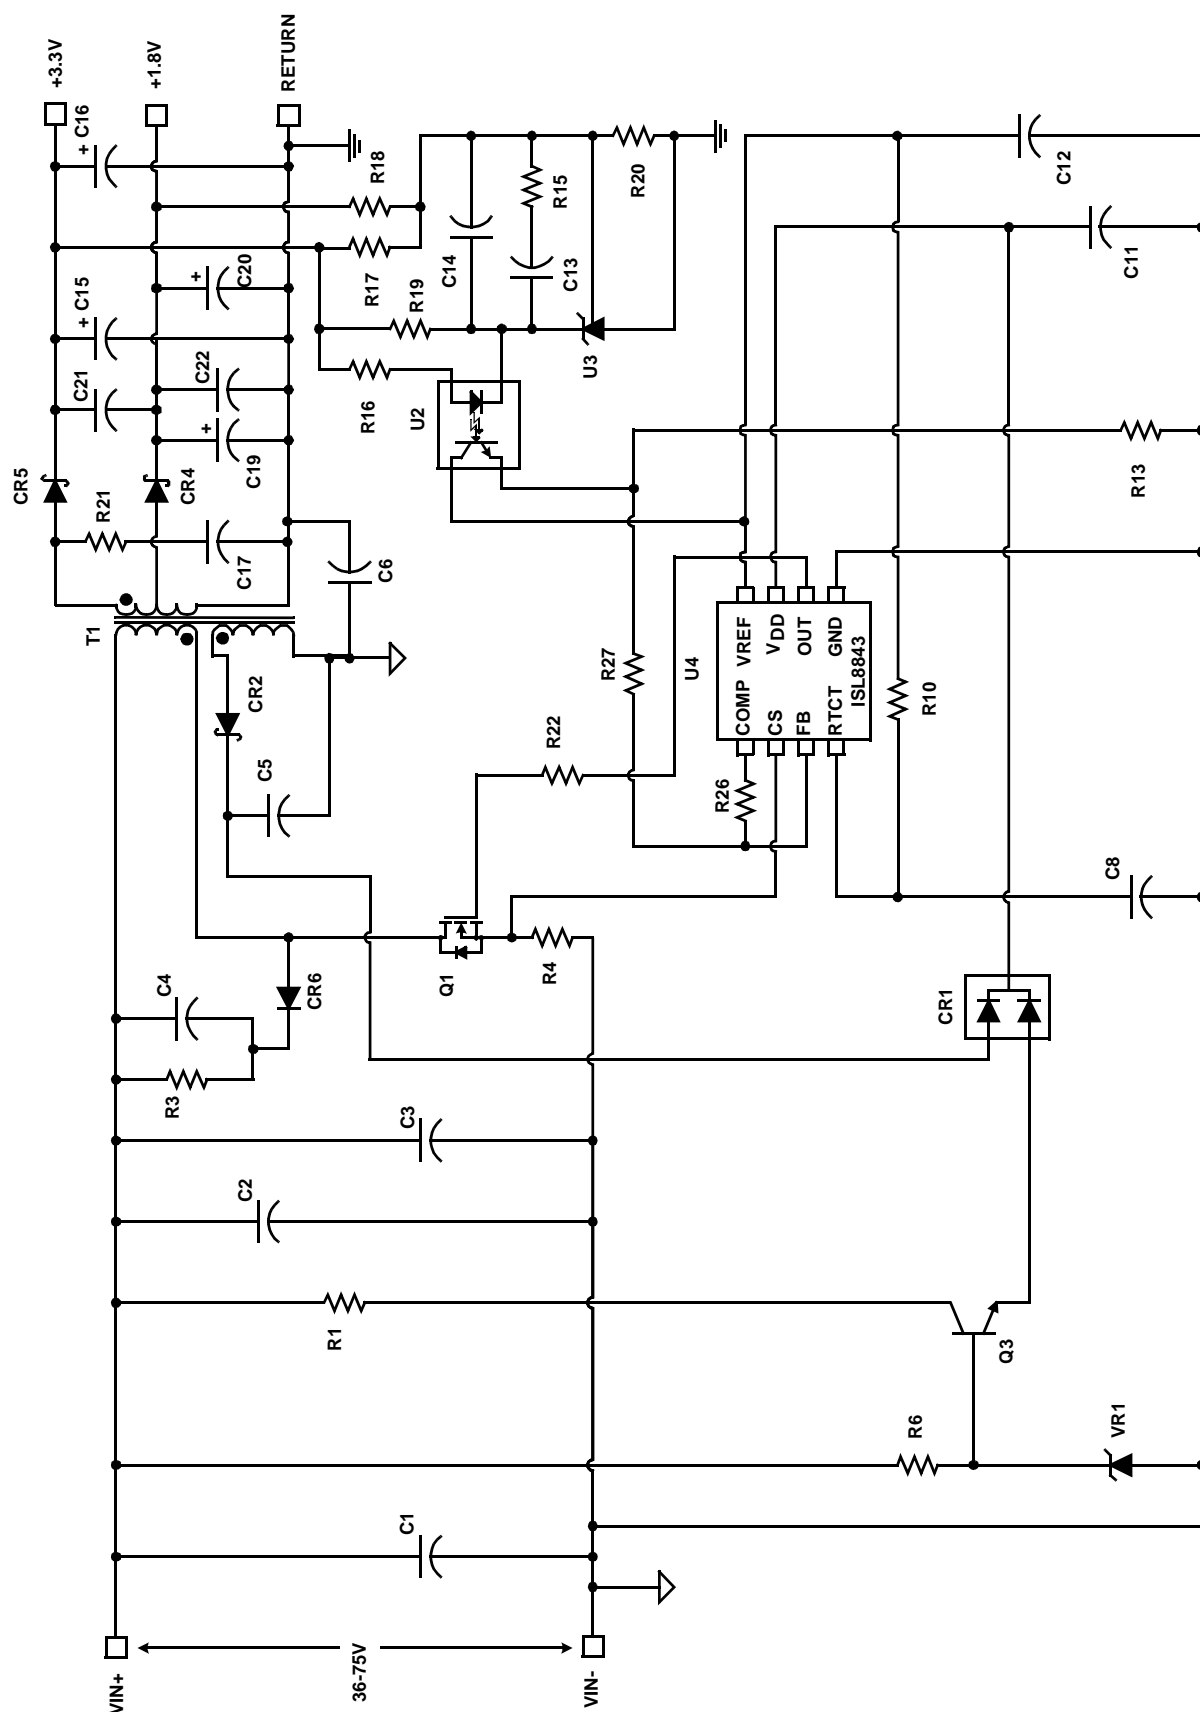 +3.3V
+1.8V
RETURN
+ C16
R18
R15
R20
C12
C11
+ C15
+
C20
R17
R19
C14
C13
U3
C21
C22
R16
U2
+
C19
CR5
R21
CR4
C17
C6
R13
T1
CR2
C5
R22
R27
U4
VREF
VDD
OUT
GND
COMP
CS
FB
RTCT
ISL8843
R26
R10
C8
Q1
R4
C4
CR6
R3
CR1
C3
C2
R1
Q3
R6
VR1
C1
VIN+
36-75V
VIN-